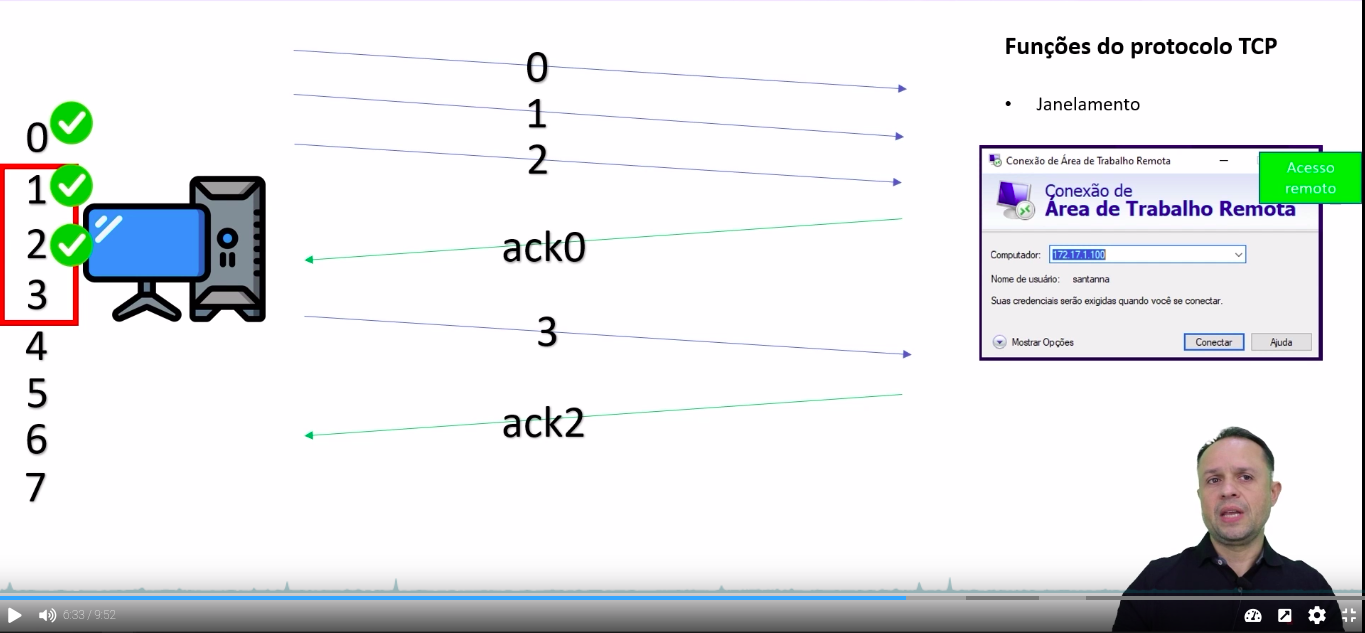 Funções do protocolo TCP
• Janelamento
0
1
2
3
4
5
6
7
0
1
2
ack0
3
ack2
Conexão de Área de Trabalho Remota
Acesso
remoto
Conexão de
Área de Trabalho Remota
Computador: 172.17.1.100
Nome de usuário: santanna
Suas credenciais serão exigidas quando você se conectar.
Mostrar Opções
Conectar
Ajuda
6:33 / 9:52